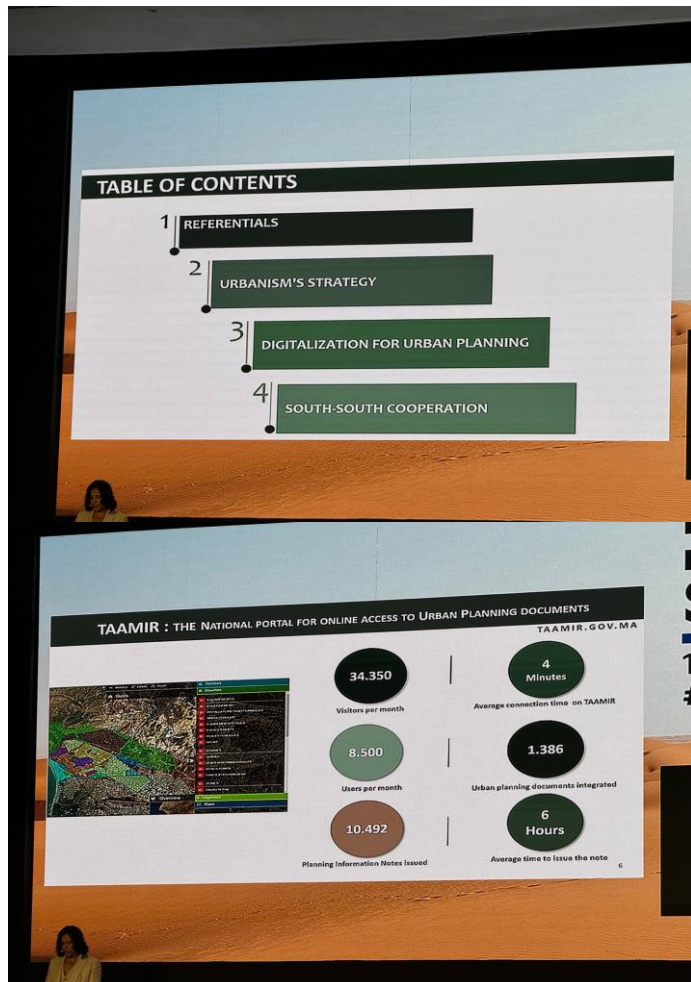 TABLE OF CONTENTS
1 REFERENTIALS
2 URBANISM'S STRATEGY
3 DIGITALIZATION FOR URBAN PLANNING
4 SOUTH-SOUTH COOPERATION
TAAMIR : THE NATIONAL PORTAL FOR ONLINE ACCESS TO URBAN PLANNING DOCUMENTS
TAAMIR.GOV.MA
34.350
Visitors per month
4
Minutes
Average connection time on TAAMIR
8.500
Users per month
1.386
Urban planning documents integrated
10.492
Planning Information Notes issued
6
Hours
Average time to issue the note
6
Overview